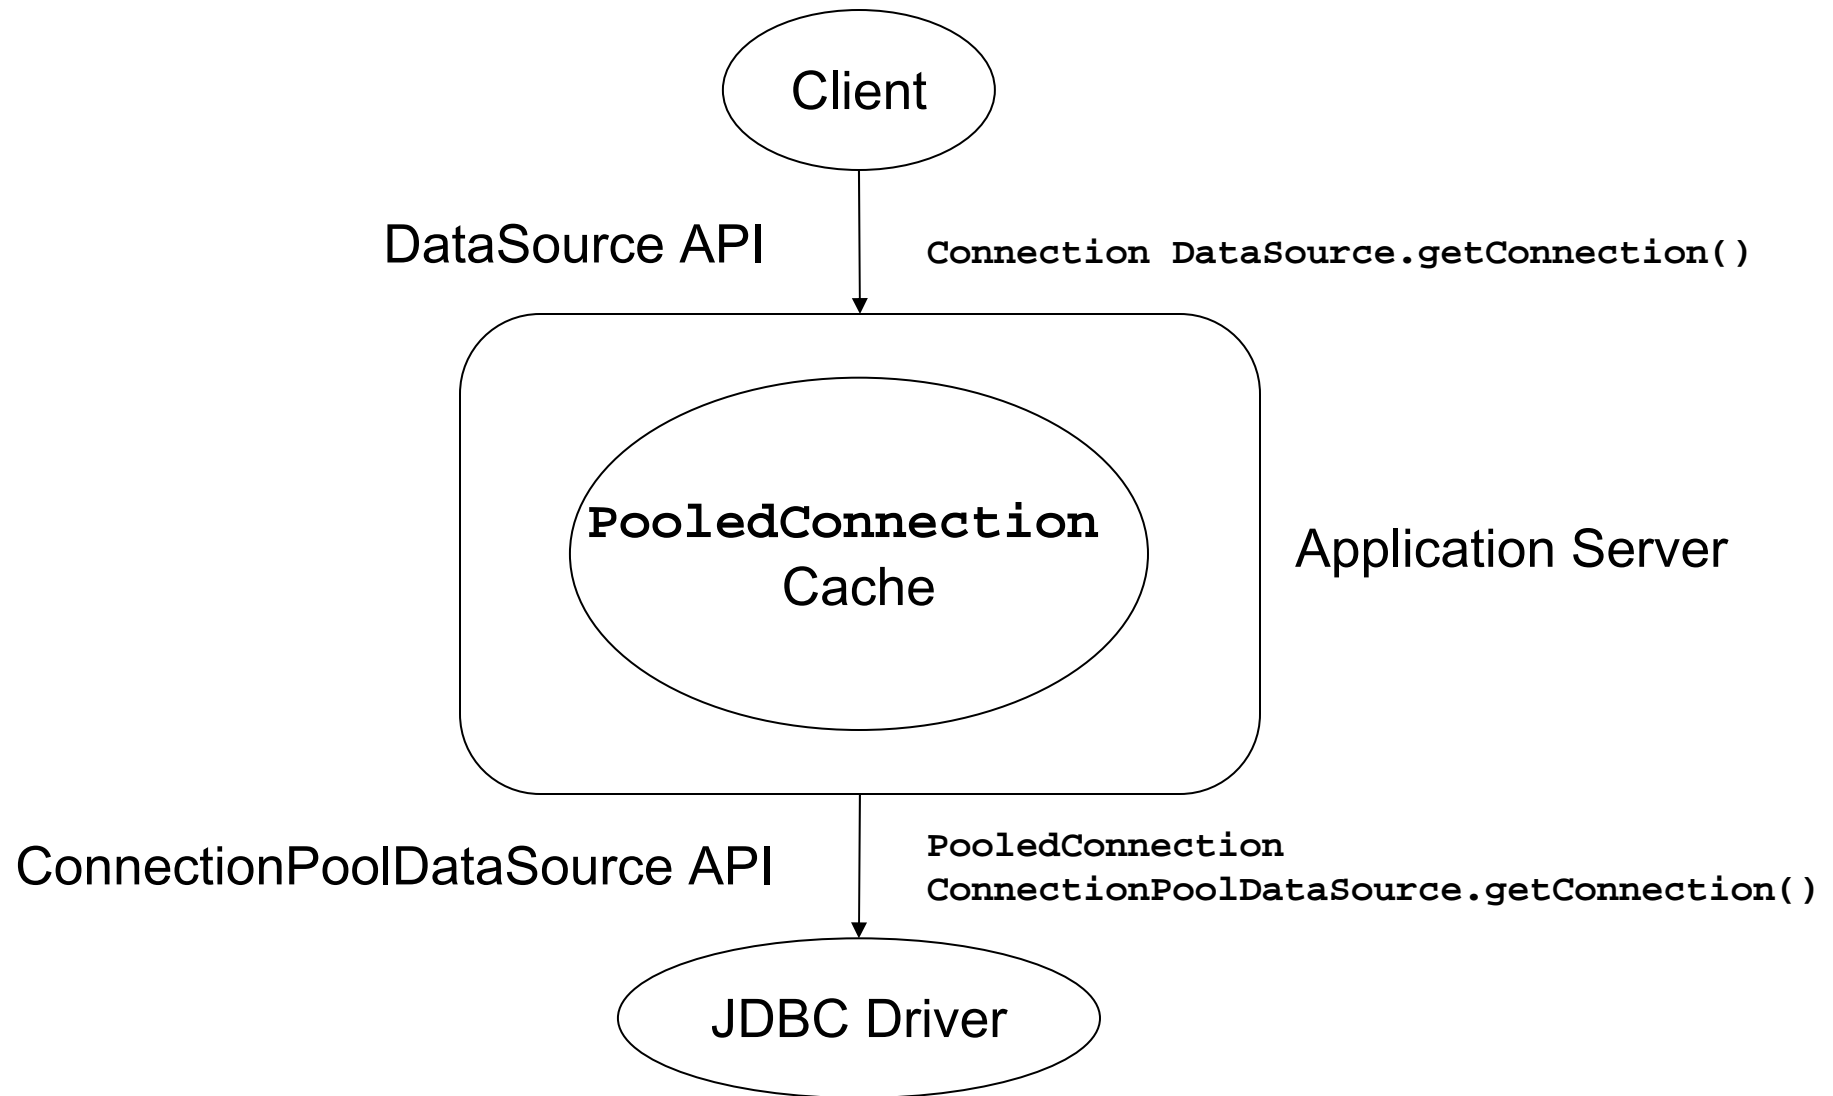 Client
DataSource API
Connection DataSource.getConnection()
PooledConnection
Cache
Application Server
ConnectionPoolDataSource API
PooledConnection
ConnectionPoolDataSource.getConnection()
JDBC Driver